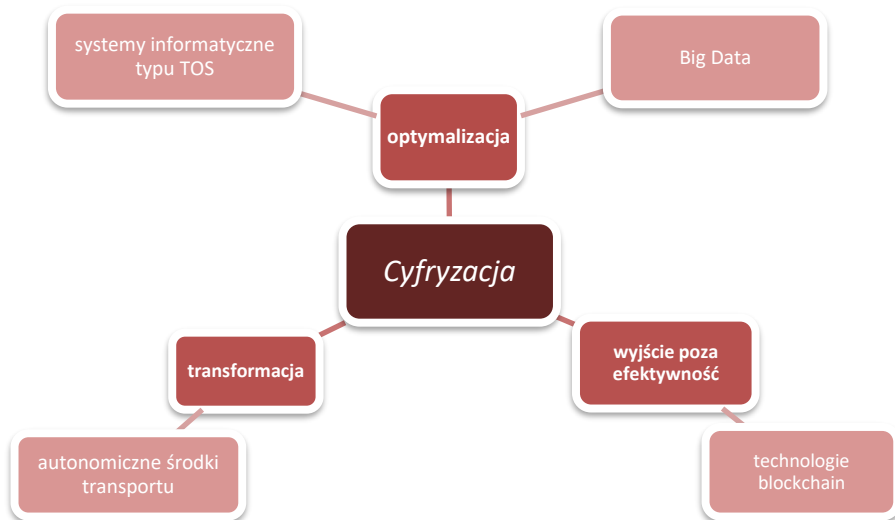 systemy informatyczne
typu TOS
Big Data
optymalizacja
Cyfryzacja
transformacja
wyjście poza
efektywność
autonomiczne środki
transportu
technologie
blockchain